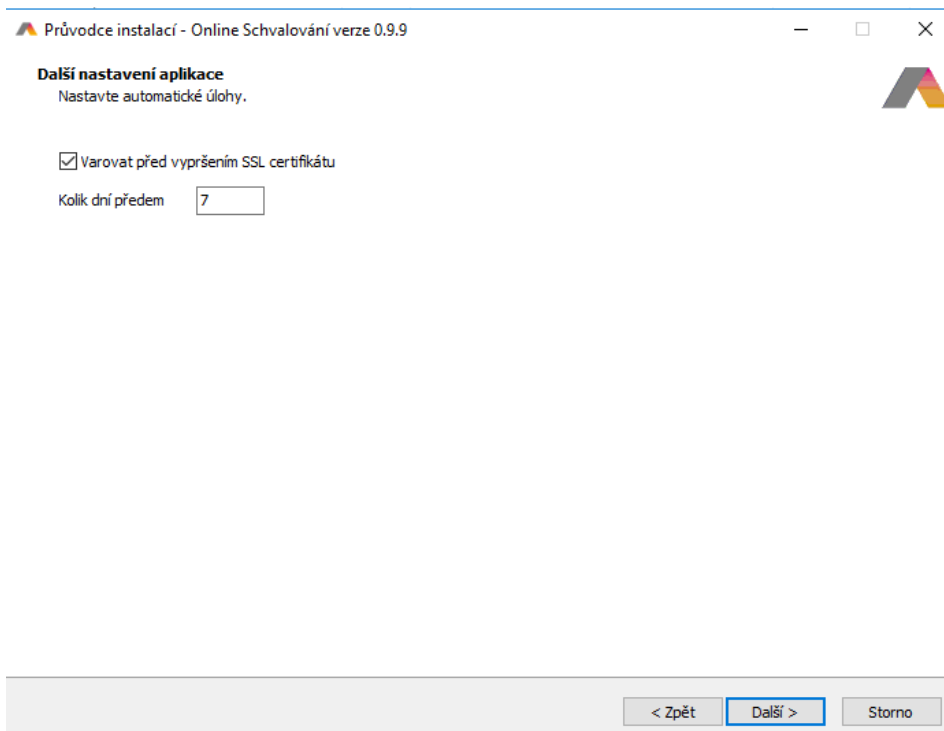 Průvodce instalací - Online Schvalování verze 0.9.9
Další nastavení aplikace
Nastavte automatické úlohy.
Varovat před vypršením SSL certifikátu
Kolik dní předem 7
< Zpět Další > Storno